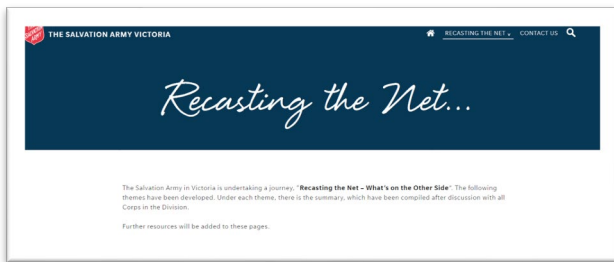 THE SALVATION ARMY VICTORIA
RECASTING THE NET
CONTACT US
Recasting the Net...
The Salvation Army in Victoria is undertaking a journey, "Recasting the Net – What's on the Other Side". The following
themes have been developed. Under each theme, there is the summary, which have been compiled after discussion with all
Corps in the Division.
Further resources will be added to these pages.